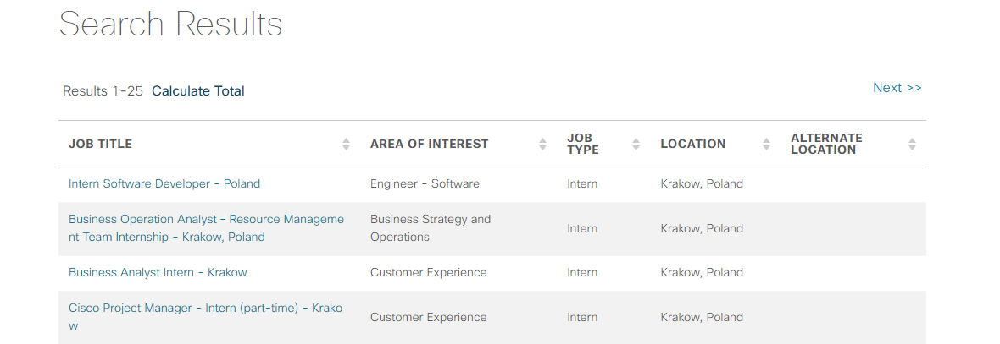 Search Results
Results 1-25 Calculate Total
Next >>
JOB TITLE AREA OF INTEREST JOB TYPE LOCATION ALTERNATE LOCATION
Intern Software Developer - Poland Engineer - Software Intern Krakow, Poland
Business Operation Analyst - Resource Manageme
nt Team Internship - Krakow, Poland
Business Strategy and
Operations
Intern
Krakow, Poland
Business Analyst Intern - Krakow Customer Experience Intern Krakow, Poland
Cisco Project Manager - Intern (part-time) - Krako
w
Customer Experience
Intern
Krakow, Poland